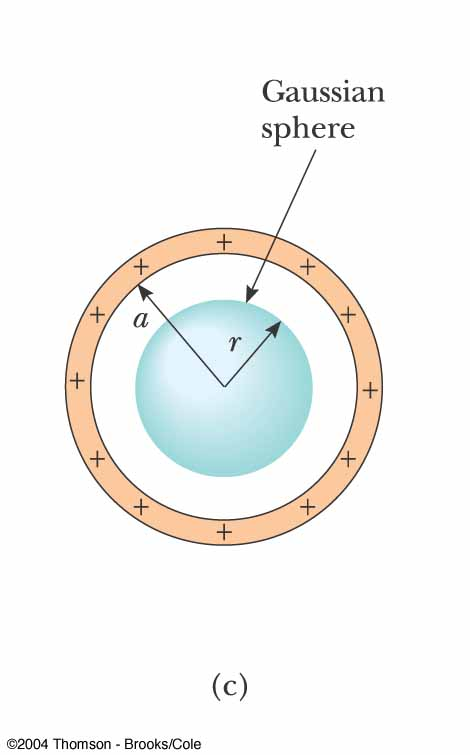 Gaussian
sphere
+
+ +
+ +
a
r
+ +
+ +
+ +
+
(c)
©2004 Thomson - Brooks/Cole